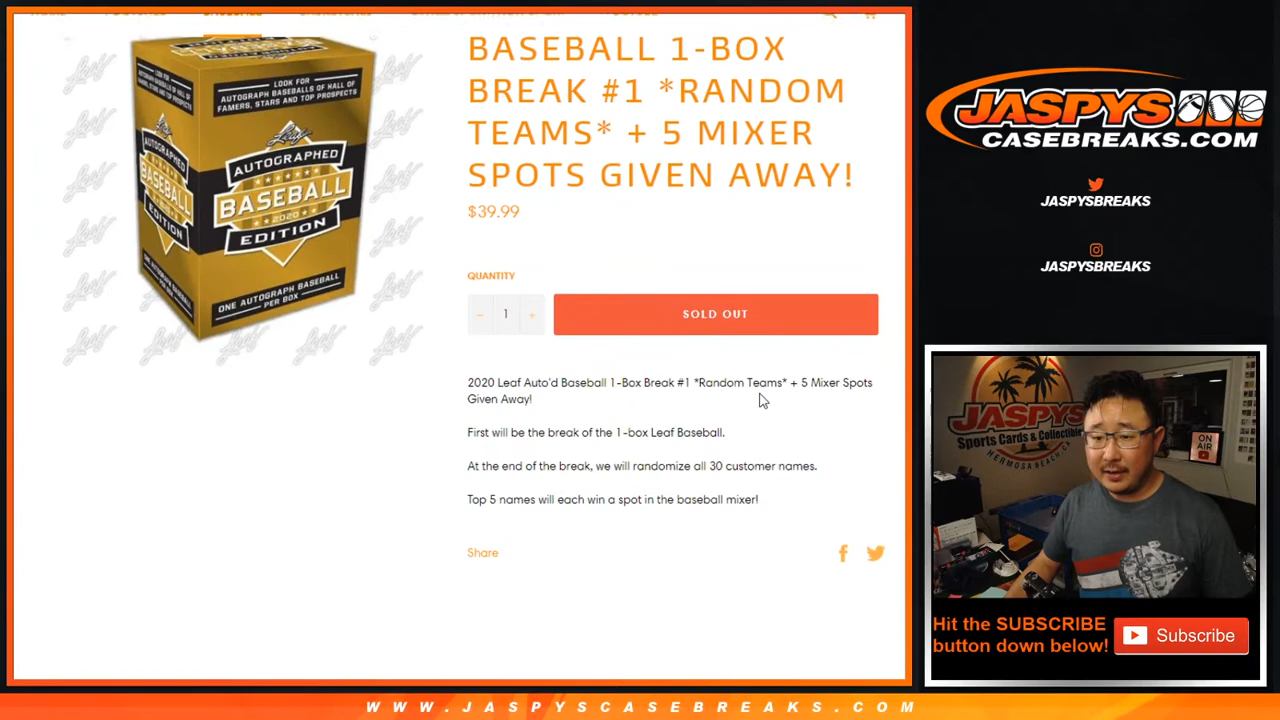 BASEBALL 1-BOX
BREAK #1 *RANDOM
TEAMS* + 5 MIXER
SPOTS GIVEN AWAY!
$39.99
QUANTITY
− 1 +
SOLD OUT
2020 Leaf Auto'd Baseball 1-Box Break #1 *Random Teams* + 5 Mixer Spots
Given Away!
First will be the break of the 1-box Leaf Baseball.
At the end of the break, we will randomize all 30 customer names.
Top 5 names will each win a spot in the baseball mixer!
Share
LOOK FOR
AUTOGRAPH BASEBALLS OF HALL OF
FAMERS, STARS AND TOP PROSPECTS
Leaf
AUTOGRAPHED
BASEBALL
2020
EDITION
ONE AUTOGRAPH BASEBALL
PER BOX
JASPYS
CASEBREAKS.COM
JASPYSBREAKS
JASPYSBREAKS
JASPYS
Sports Cards & Collectibles
HERMOSA BEACH, CA
ON
AIR
Hit the SUBSCRIBE
button down below!
Subscribe
WWW.JASPYSCASEBREAKS.COM